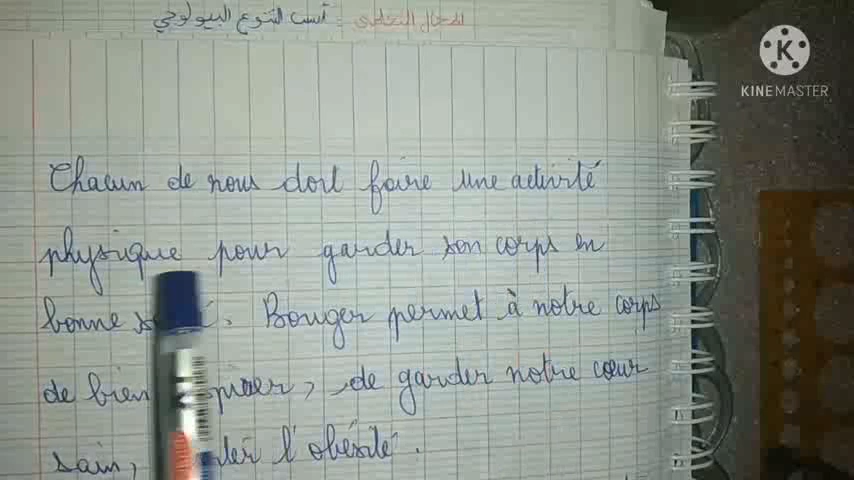 المجال التعلمي : أسس التنوع البيولوجي
KINEMASTER
Chacun de nous doit faire une activité
physique pour garder son corps en
bonne. Bouger permet à notre corps
de bien, de garder notre cœur
sain, l'obésité.